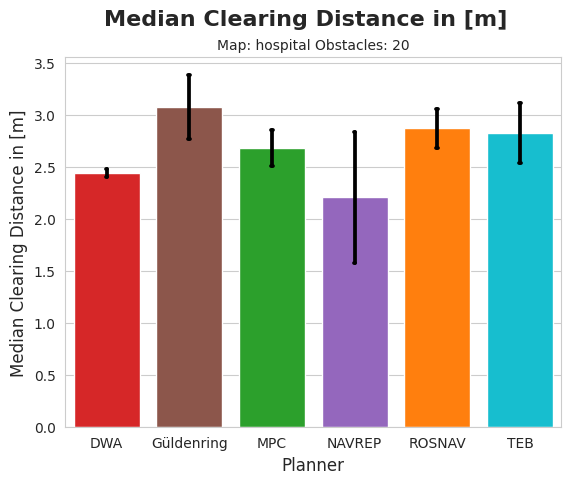 Median Clearing Distance in [m]
Map: hospital Obstacles: 20
Median Clearing Distance in [m]
3.5
3.0
2.5
2.0
1.5
1.0
0.5
0.0
DWA
Güldenring
MPC
NAVREP
ROSNAV
TEB
Planner